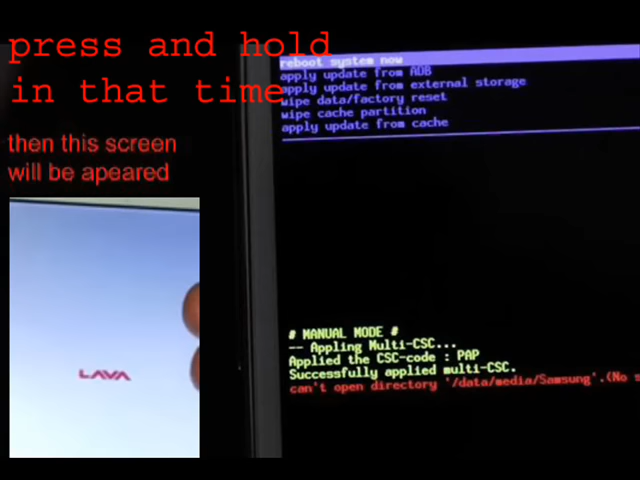 press and hold
in that time
then this screen
will be apeared
LAVA
reboot system now
apply update from ADB
apply update from external storage
wipe data/factory reset
wipe cache partition
apply update from cache
# MANUAL MODE #
-- Appling Multi-CSC...
Applied the CSC-code : PAP
Successfully applied multi-CSC.
can't open directory '/data/media/Samsung'.(No